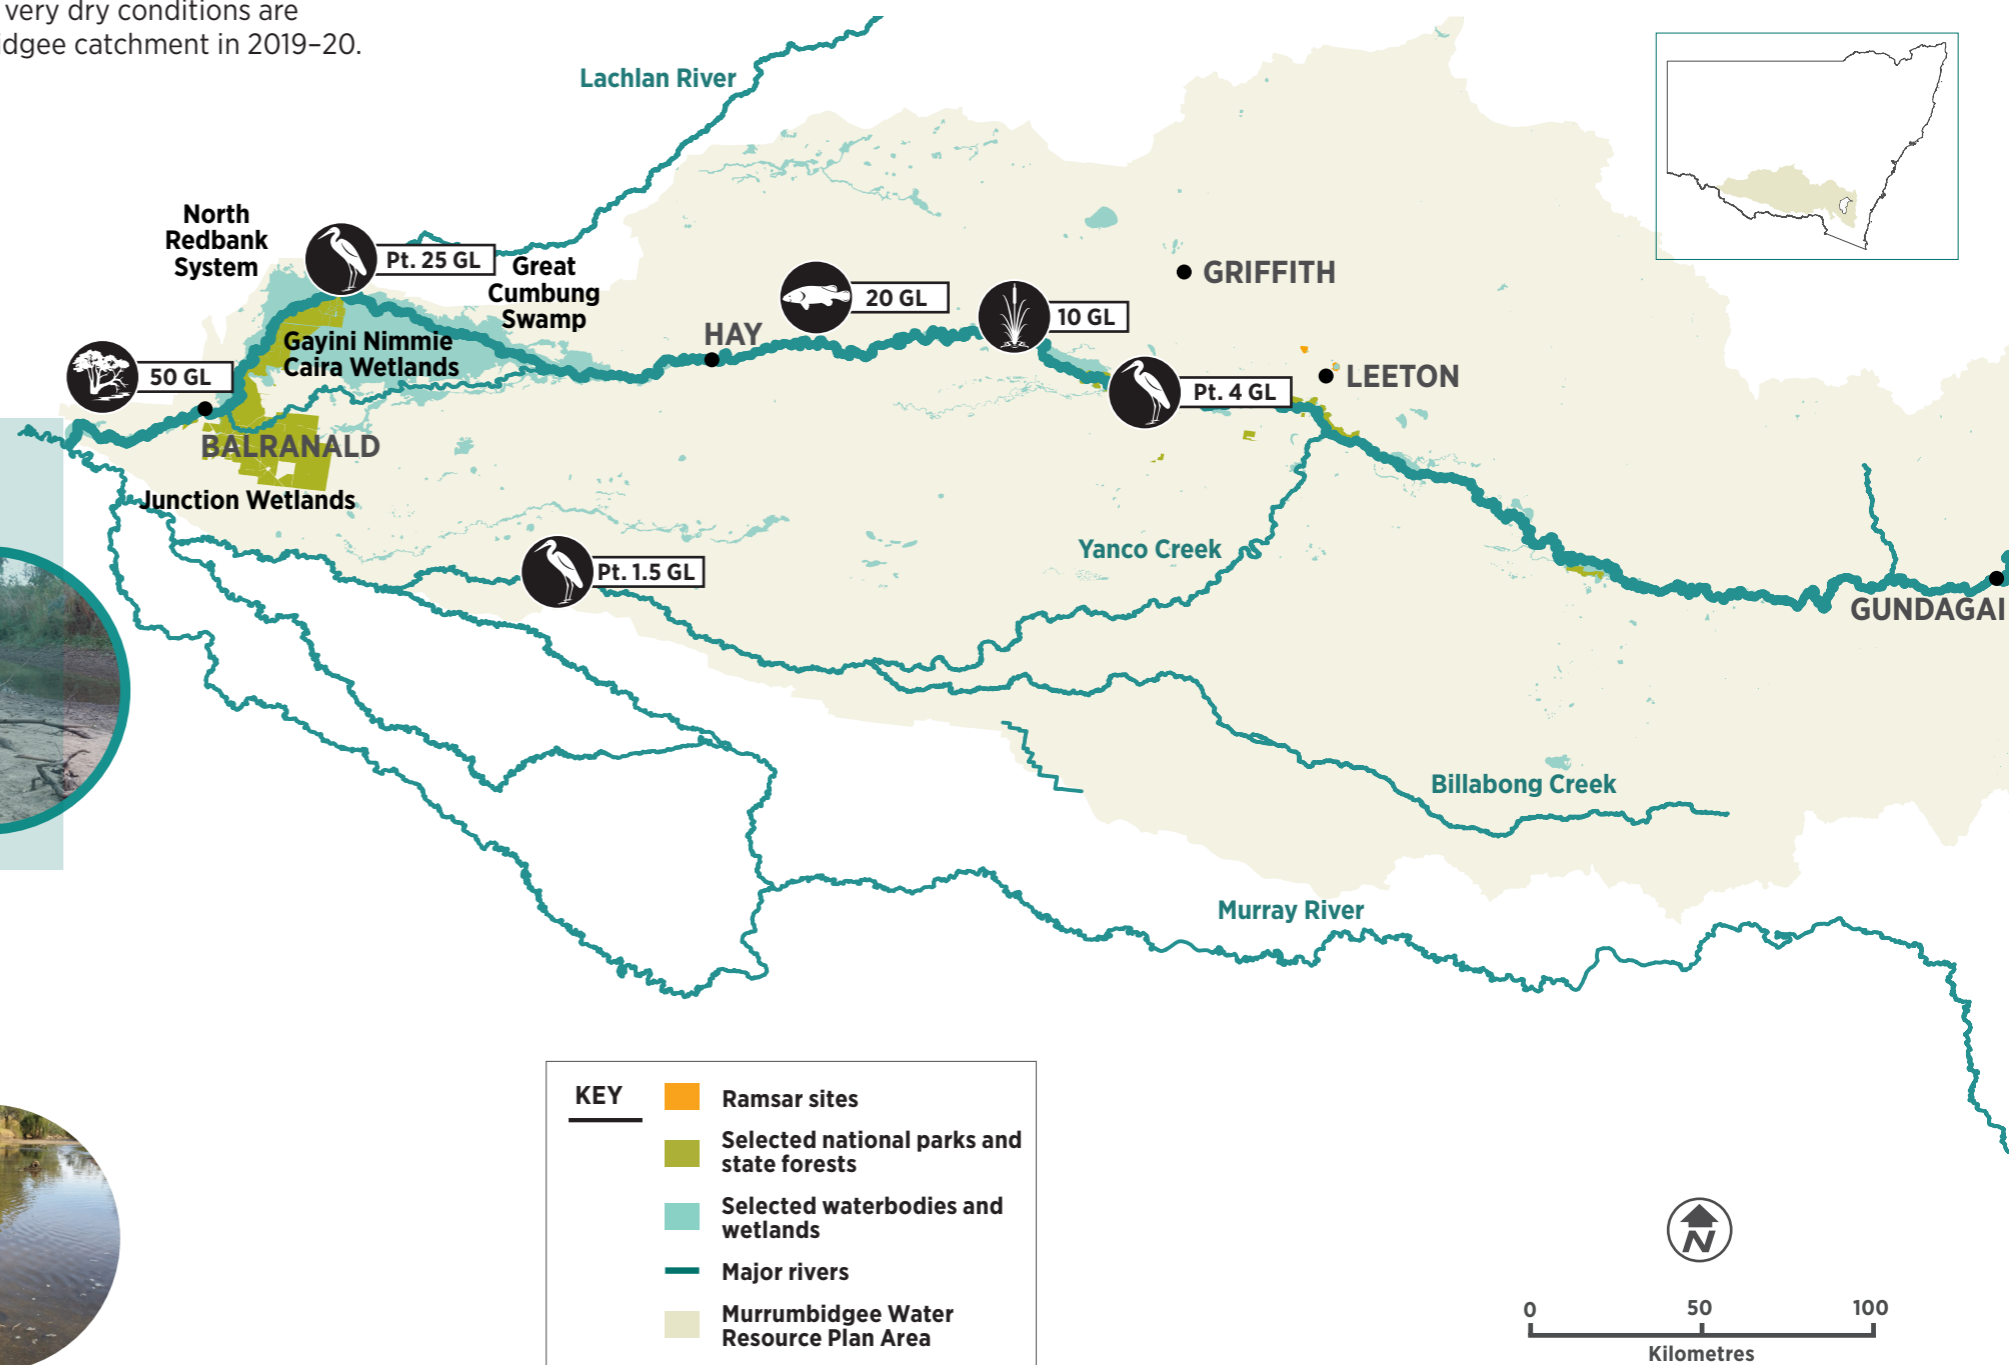 very dry conditions are
idgee catchment in 2019–20.
Lachlan River
North
Redbank
System
Pt. 25 GL
Great
Cumbung
Swamp
20 GL
10 GL
GRIFFITH
HAY
Gayini Nimmie
Caira Wetlands
50 GL
Pt. 4 GL
LEETON
BALRANALD
Junction Wetlands
Yanco Creek
Pt. 1.5 GL
GUNDAGAI
Billabong Creek
Murray River
KEY
Ramsar sites
Selected national parks and
state forests
Selected waterbodies and
wetlands
Major rivers
Murrumbidgee Water
Resource Plan Area
N
0 50 100
Kilometres